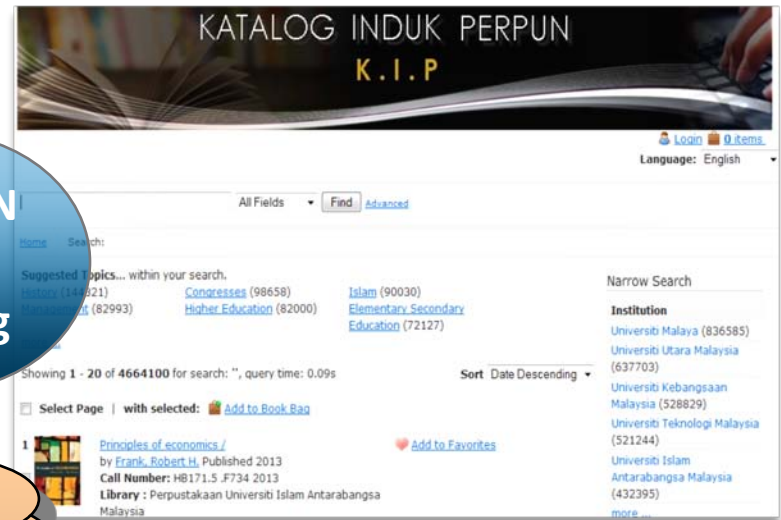 KATALOG INDUK PERPUN
K.I.P
Login 0 items
Language: English
N
g
All Fields Find Advanced
Home Search:
Suggested Topics... within your search.
History
Congresses (98658)
Islam (90030)
(82993)
Higher Education (82000)
Elementary Secondary
Education (72127)
Showing 1 - 20 of 4664100 for search: '', query time: 0.09s
Sort Date Descending
Select Page | with selected: Add to Book Bag
1
Principles of economics /
by Frank, Robert H. Published 2013
Call Number: HB171.5 .F734 2013
Library : Perpustakaan Universiti Islam Antarabangsa
Malaysia
Add to Favorites
Narrow Search
Institution
Universiti Malaya (836585)
Universiti Utara Malaysia
(637703)
Universiti Kebangsaan
Malaysia (528829)
Universiti Teknologi Malaysia
(521244)
Universiti Islam
Antarabangsa Malaysia
(432395)
more ...